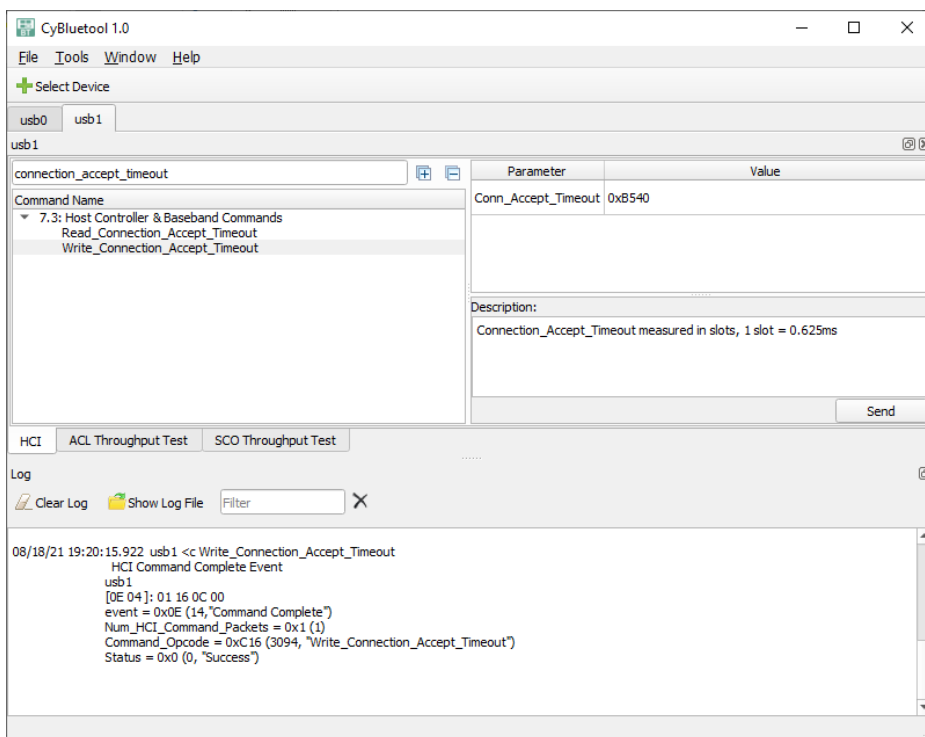 CyBluetool 1.0
File Tools Window Help
Select Device
usb0 usb1
usb1
connection_accept_timeout
Command Name
7.3: Host Controller & Baseband Commands
Read_Connection_Accept_Timeout
Write_Connection_Accept_Timeout
Parameter Value
Conn_Accept_Timeout 0xB540
Description:
Connection_Accept_Timeout measured in slots, 1 slot = 0.625ms
Send
HCI ACL Throughput Test SCO Throughput Test
Log
Clear Log Show Log File Filter
08/18/21 19:20:15.922 usb1 <c Write_Connection_Accept_Timeout
HCI Command Complete Event
usb1
[0E 04]: 01 16 0C 00
event = 0x0E (14,"Command Complete")
Num_HCI_Command_Packets = 0x1 (1)
Command_Opcode = 0xC16 (3094, "Write_Connection_Accept_Timeout")
Status = 0x0 (0, "Success")